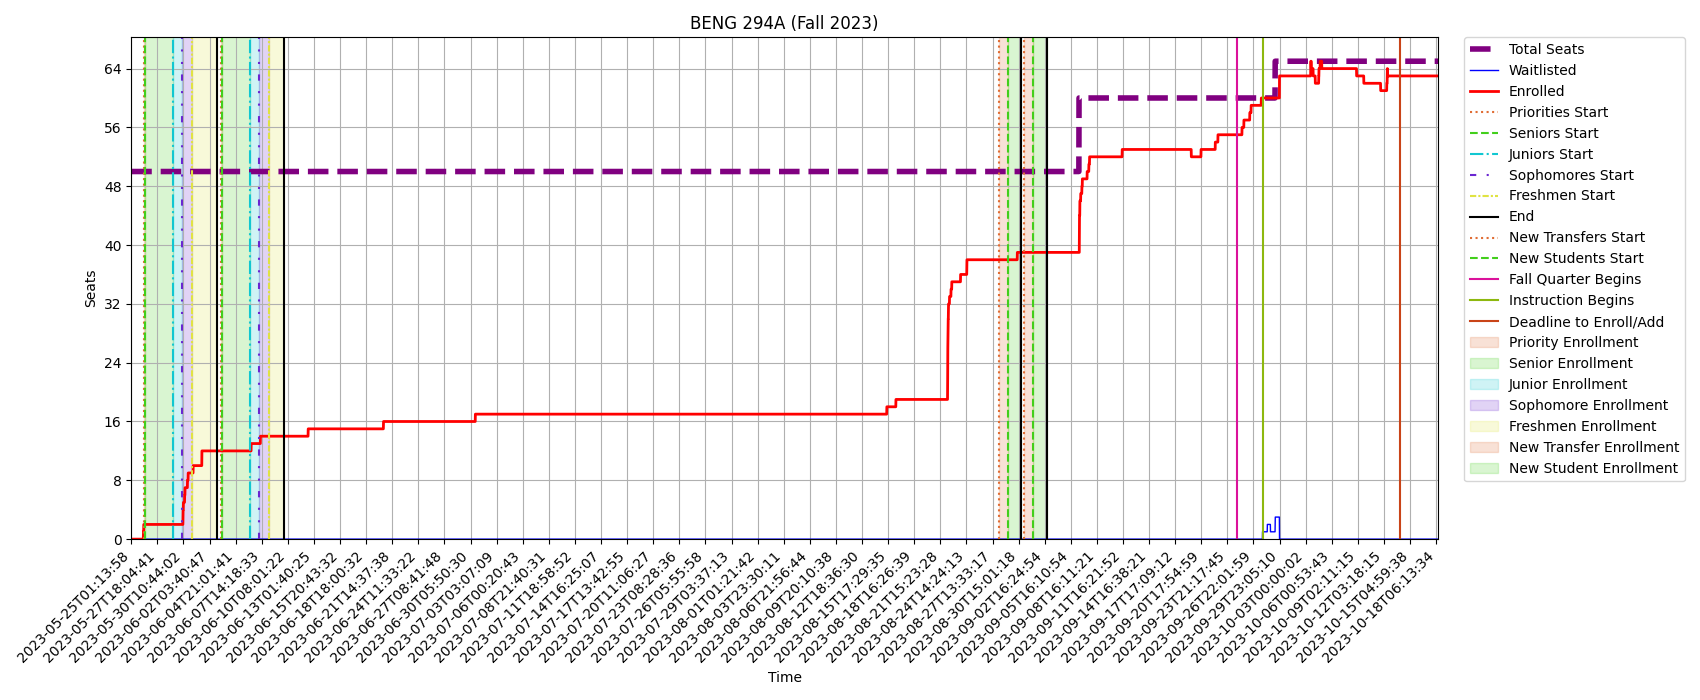 BENG 294A (Fall 2023)
Seats
64
56
48
40
32
24
16
8
0
2023-05-25T01:13:58
2023-05-27T18:04:41
2023-05-30T10:44:02
2023-06-02T03:40:47
2023-06-04T21:01:41
2023-06-07T14:18:33
2023-06-10T08:01:22
2023-06-13T01:40:25
2023-06-15T20:43:32
2023-06-18T18:00:32
2023-06-21T14:37:38
2023-06-24T11:33:22
2023-06-27T08:41:48
2023-06-30T05:50:30
2023-07-03T03:07:09
2023-07-06T00:20:43
2023-07-08T21:40:31
2023-07-11T18:58:52
2023-07-14T16:25:07
2023-07-17T13:42:55
2023-07-20T11:06:27
2023-07-23T08:28:36
2023-07-26T05:55:58
2023-07-29T03:37:13
2023-08-01T01:21:42
2023-08-03T23:30:11
2023-08-06T21:56:44
2023-08-09T20:10:38
2023-08-12T18:36:30
2023-08-15T17:29:35
2023-08-18T16:26:39
2023-08-21T15:23:28
2023-08-24T14:24:13
2023-08-27T13:33:17
2023-08-30T15:01:18
2023-09-02T16:24:54
2023-09-05T16:10:54
2023-09-08T16:11:21
2023-09-11T16:21:52
2023-09-14T16:38:21
2023-09-17T17:09:12
2023-09-20T17:54:59
2023-09-23T19:17:45
2023-09-26T22:01:59
2023-09-29T23:05:10
2023-10-03T00:00:02
2023-10-06T00:53:43
2023-10-09T02:11:15
2023-10-12T03:18:15
2023-10-15T04:59:38
2023-10-18T06:13:34
Time
Total Seats
Waitlisted
Enrolled
Priorities Start
Seniors Start
Juniors Start
Sophomores Start
Freshmen Start
End
New Transfers Start
New Students Start
Fall Quarter Begins
Instruction Begins
Deadline to Enroll/Add
Priority Enrollment
Senior Enrollment
Junior Enrollment
Sophomore Enrollment
Freshmen Enrollment
New Transfer Enrollment
New Student Enrollment